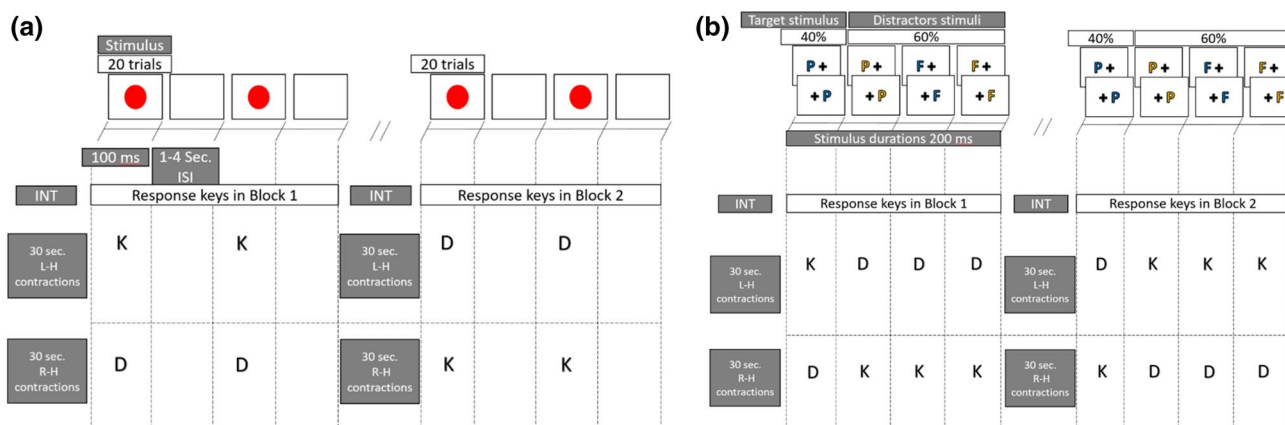 (a)
Stimulus
20 trials
20 trials
100 ms
1-4 Sec.
ISI
INT
Response keys in Block 1
INT
Response keys in Block 2
30 sec.
L-H
contractions
K K
30 sec.
L-H
contractions
D D
30 sec.
R-H
contractions
D D
30 sec.
R-H
contractions
K K
(b)
Target stimulus Distractors stimuli
40% 60% 40% 60%
P + P + F + F + P + P + F + F +
+ P + P + F + F + P + P + F + F
Stimulus durations 200 ms
INT
Response keys in Block 1
INT
Response keys in Block 2
30 sec.
L-H
contractions
K D D D
30 sec.
L-H
contractions
D K K K
30 sec.
R-H
contractions
D K K K
30 sec.
R-H
contractions
K D D D